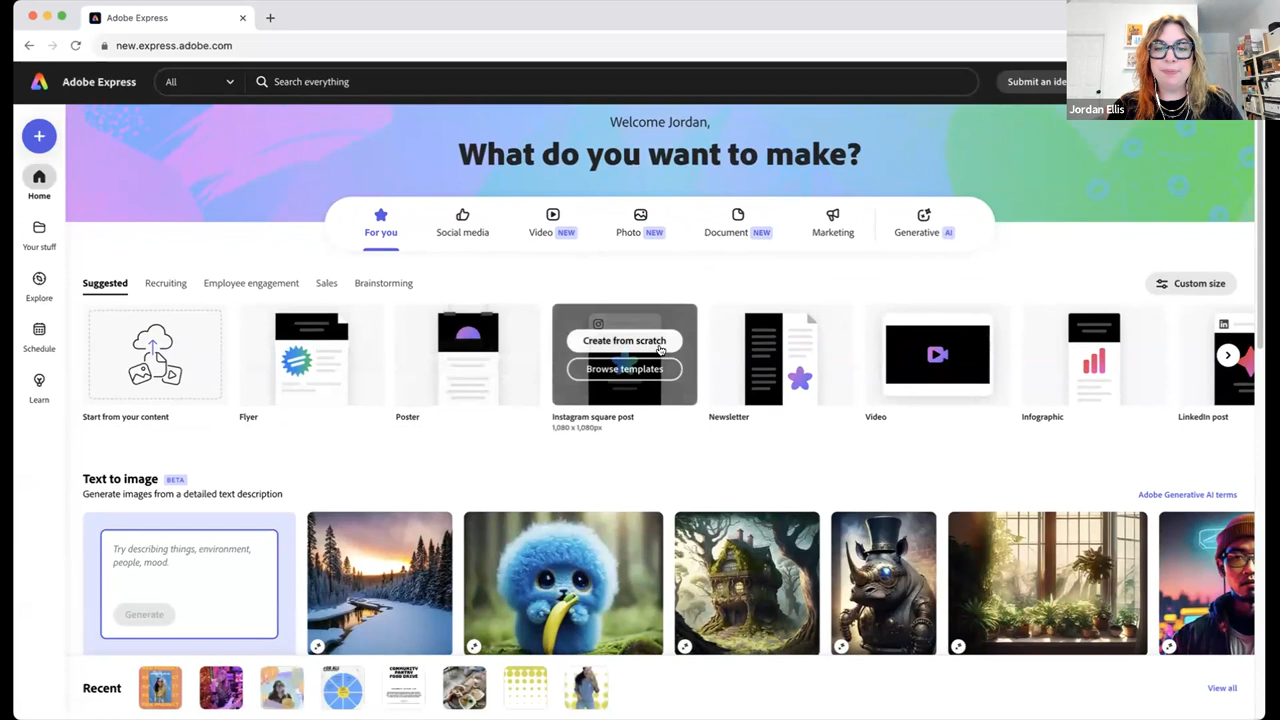 Adobe Express
new.express.adobe.com
Adobe Express
All
Search everything
Submit an ide
Jordan Ellis
Home
Your stuff
Explore
Schedule
Learn
Welcome Jordan,
What do you want to make?
For you
Social media
Video NEW
Photo NEW
Document NEW
Marketing
Generative AI
Suggested
Recruiting
Employee engagement
Sales
Brainstorming
Custom size
Create from scratch
Browse templates
in
Start from your content
Flyer
Poster
Instagram square post
1,080 x 1,080px
Newsletter
Video
Infographic
LinkedIn post
Text to image BETA
Generate images from a detailed text description
Adobe Generative AI terms
Try describing things, environment,
people, mood.
Generate
Recent
COMMUNITY
PANTRY
FOOD DRIVE
View all